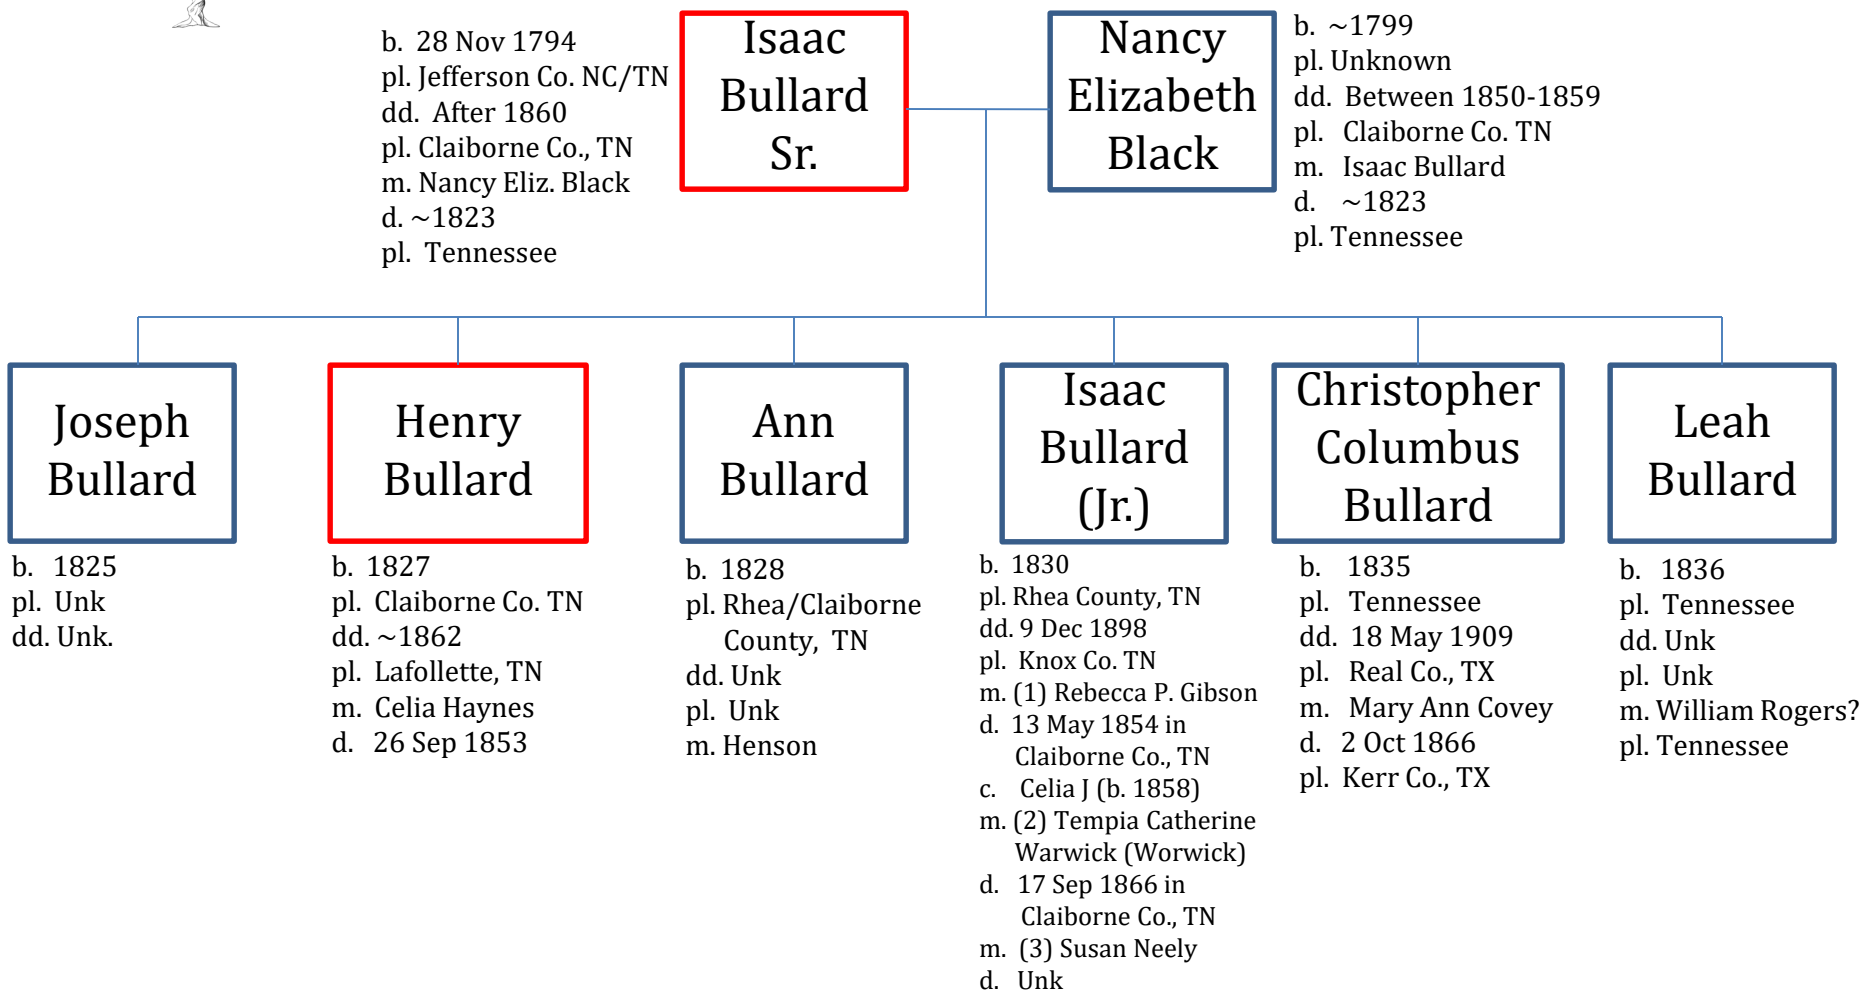 b. 28 Nov 1794
pl. Jefferson Co. NC/TN
dd. After 1860
pl. Claiborne Co., TN
m. Nancy Eliz. Black
d. ~1823
pl. Tennessee
Isaac
Bullard
Sr.
Nancy
Elizabeth
Black
b. ~1799
pl. Unknown
dd. Between 1850-1859
pl. Claiborne Co. TN
m. Isaac Bullard
d. ~1823
pl. Tennessee
Joseph
Bullard
b. 1825
pl. Unk
dd. Unk.
Henry
Bullard
b. 1827
pl. Claiborne Co. TN
dd. ~1862
pl. Lafollette, TN
m. Celia Haynes
d. 26 Sep 1853
Ann
Bullard
b. 1828
pl. Rhea/Claiborne
County, TN
dd. Unk
pl. Unk
m. Henson
Isaac
Bullard
(Jr.)
b. 1830
pl. Rhea County, TN
dd. 9 Dec 1898
pl. Knox Co. TN
m. (1) Rebecca P. Gibson
d. 13 May 1854 in
Claiborne Co., TN
c. Celia J (b. 1858)
m. (2) Tempia Catherine
Warwick (Worwick)
d. 17 Sep 1866 in
Claiborne Co., TN
m. (3) Susan Neely
d. Unk
Christopher
Columbus
Bullard
b. 1835
pl. Tennessee
dd. 18 May 1909
pl. Real Co., TX
m. Mary Ann Covey
d. 2 Oct 1866
pl. Kerr Co., TX
Leah
Bullard
b. 1836
pl. Tennessee
dd. Unk
pl. Unk
m. William Rogers?
pl. Tennessee